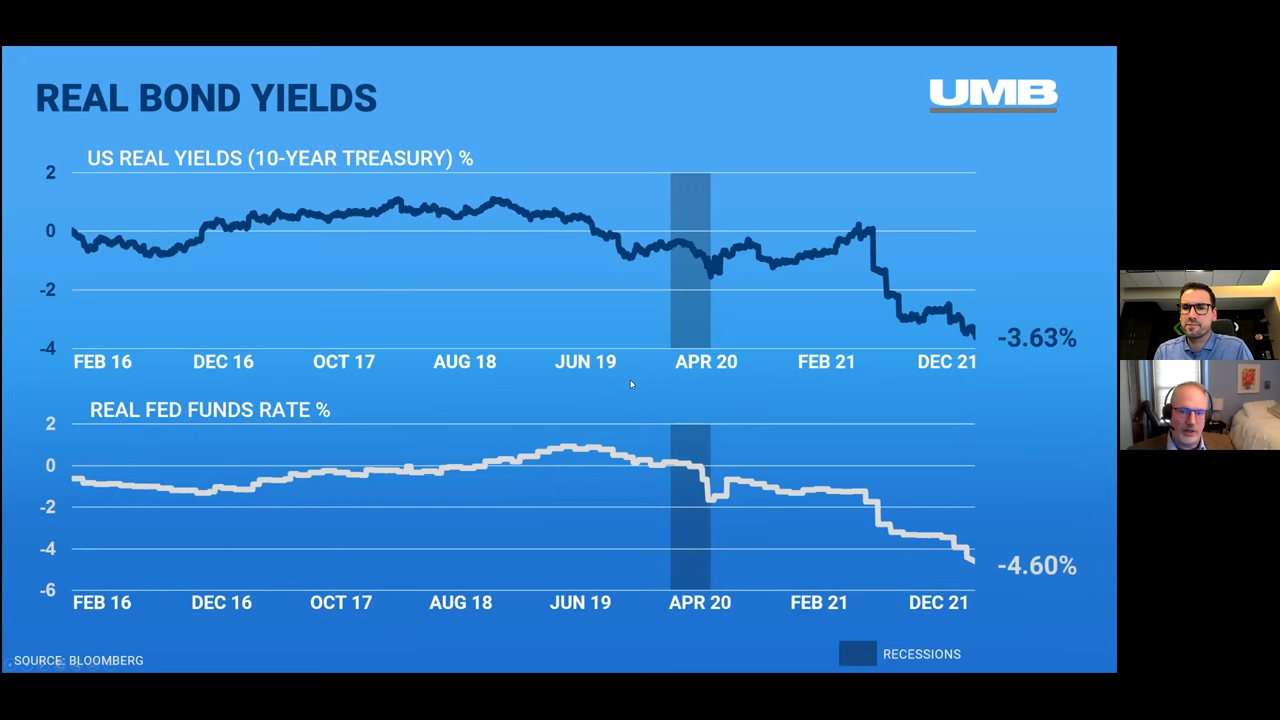 REAL BOND YIELDS
UMB
US REAL YIELDS (10-YEAR TREASURY) %
2
0
-2
-4
FEB 16 DEC 16 OCT 17 AUG 18 JUN 19 APR 20 FEB 21 DEC 21
-3.63%
REAL FED FUNDS RATE %
2
0
-2
-4
-6
FEB 16 DEC 16 OCT 17 AUG 18 JUN 19 APR 20 FEB 21 DEC 21
-4.60%
RECESSIONS
SOURCE: BLOOMBERG